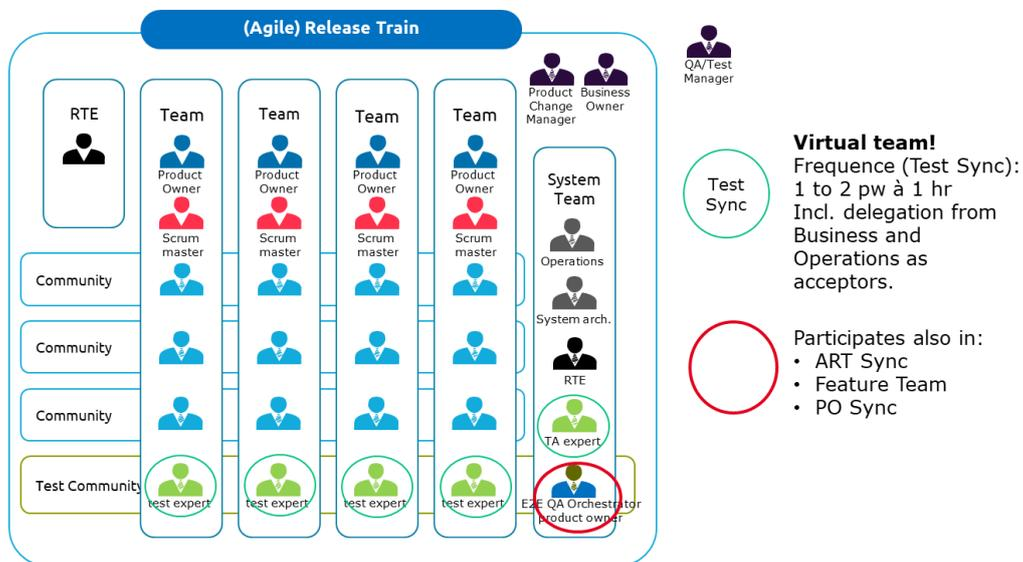 (Agile) Release Train
QA/Test
Manager
Product
Change
Manager
Business
Owner
RTE
Team
Team
Team
Team
Product
Owner
Product
Owner
Product
Owner
Product
Owner
Scrum
master
Scrum
master
Scrum
master
Scrum
master
System
Team
Operations
System arch.
RTE
TA expert
E2E QA Orchestrator
product owner
Community
Community
Community
Test Community
test expert
test expert
test expert
test expert
Test
Sync
Virtual team!
Frequence (Test Sync):
1 to 2 pw à 1 hr
Incl. delegation from
Business and
Operations as
acceptors.
Participates also in:
• ART Sync
• Feature Team
• PO Sync